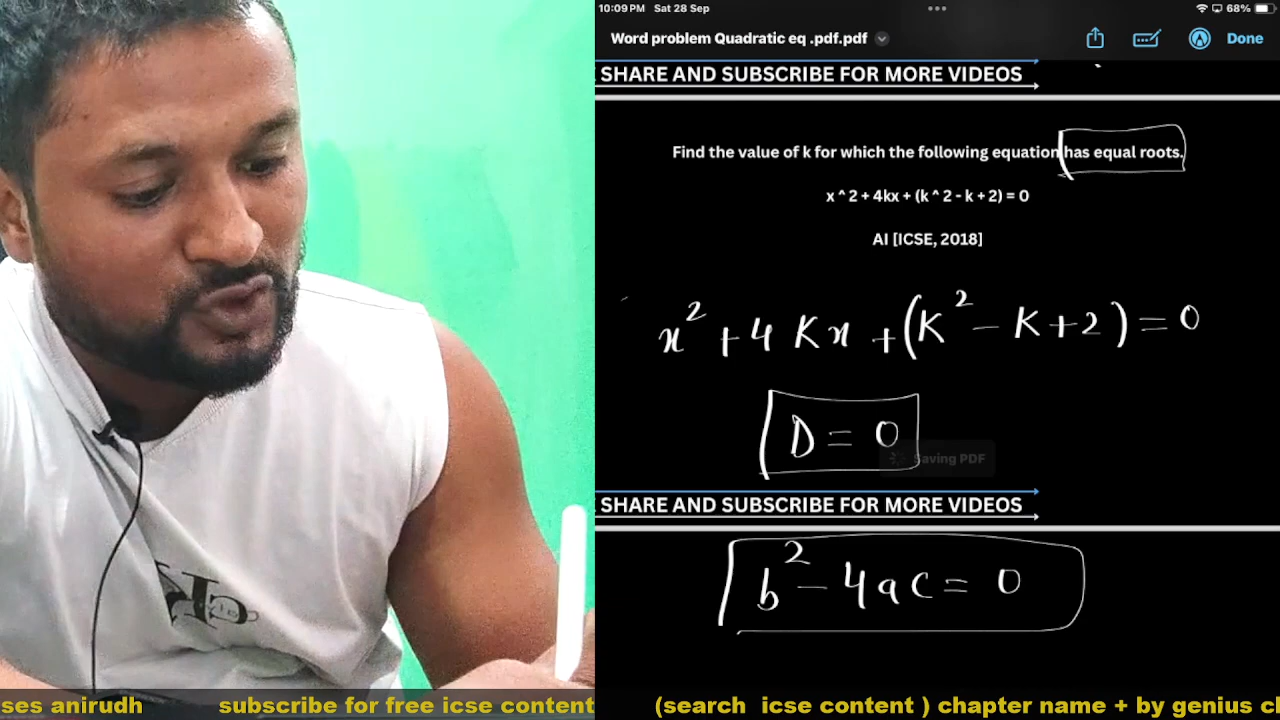 10:09 PM Sat 28 Sep
68%
Word problem Quadratic eq .pdf.pdf
Done
SHARE AND SUBSCRIBE FOR MORE VIDEOS
Find the value of k for which the following equation has equal roots.
x ^ 2 + 4kx + (k ^ 2 - k + 2) = 0
AI [ICSE, 2018]
x² + 4Kx + (K² - K + 2) = 0
D = 0
Saving PDF
SHARE AND SUBSCRIBE FOR MORE VIDEOS
b² - 4ac = 0
ses anirudh subscribe for free icse content (search icse content ) chapter name + by genius cl